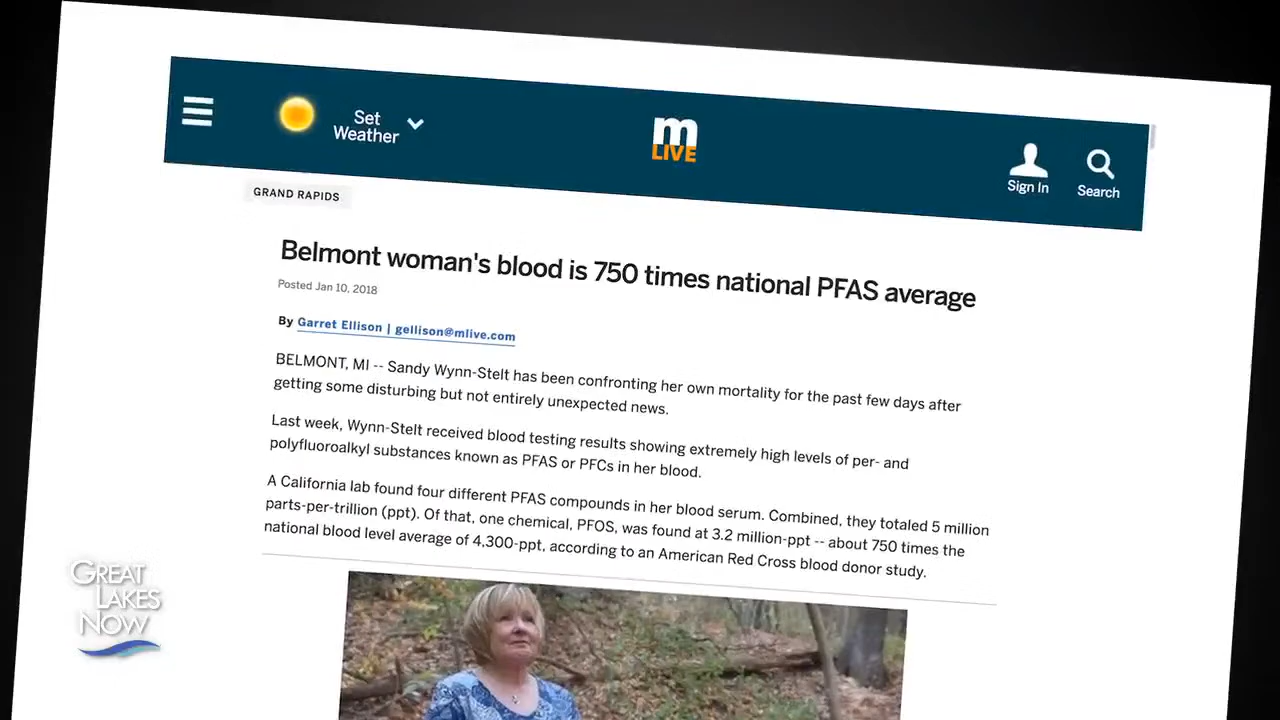 Set
Weather
m
LIVE
Sign In
Search
GRAND RAPIDS
Belmont woman's blood is 750 times national PFAS average
Posted Jan 10, 2018
By Garret Ellison | gellison@mlive.com
BELMONT, MI -- Sandy Wynn-Stelt has been confronting her own mortality for the past few days after
getting some disturbing but not entirely unexpected news.
Last week, Wynn-Stelt received blood testing results showing extremely high levels of per- and
polyfluoroalkyl substances known as PFAS or PFCs in her blood.
A California lab found four different PFAS compounds in her blood serum. Combined, they totaled 5 million
parts-per-trillion (ppt). Of that, one chemical, PFOS, was found at 3.2 million-ppt -- about 750 times the
national blood level average of 4,300-ppt, according to an American Red Cross blood donor study.
GREAT
LAKES
NOW